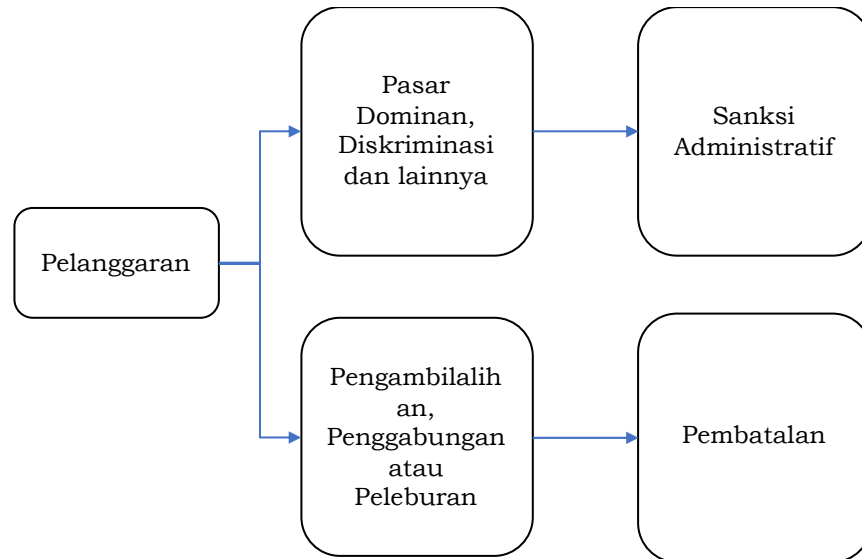 Pasar
Dominan,
Diskriminasi
dan lainnya
Sanksi
Administratif
Pelanggaran
Pengambilalih
an,
Penggabungan
atau
Peleburan
Pembatalan